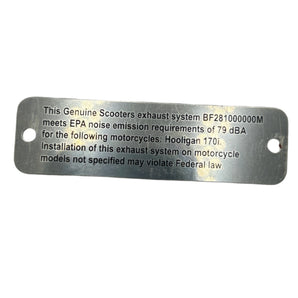 This Genuine Scooters exhaust system BF281000000M
meets EPA noise emission requirements of 79 dBA
for the following motorcycles: Hooligan 170i.
Installation of this exhaust system on motorcycle
models not specified may violate Federal law